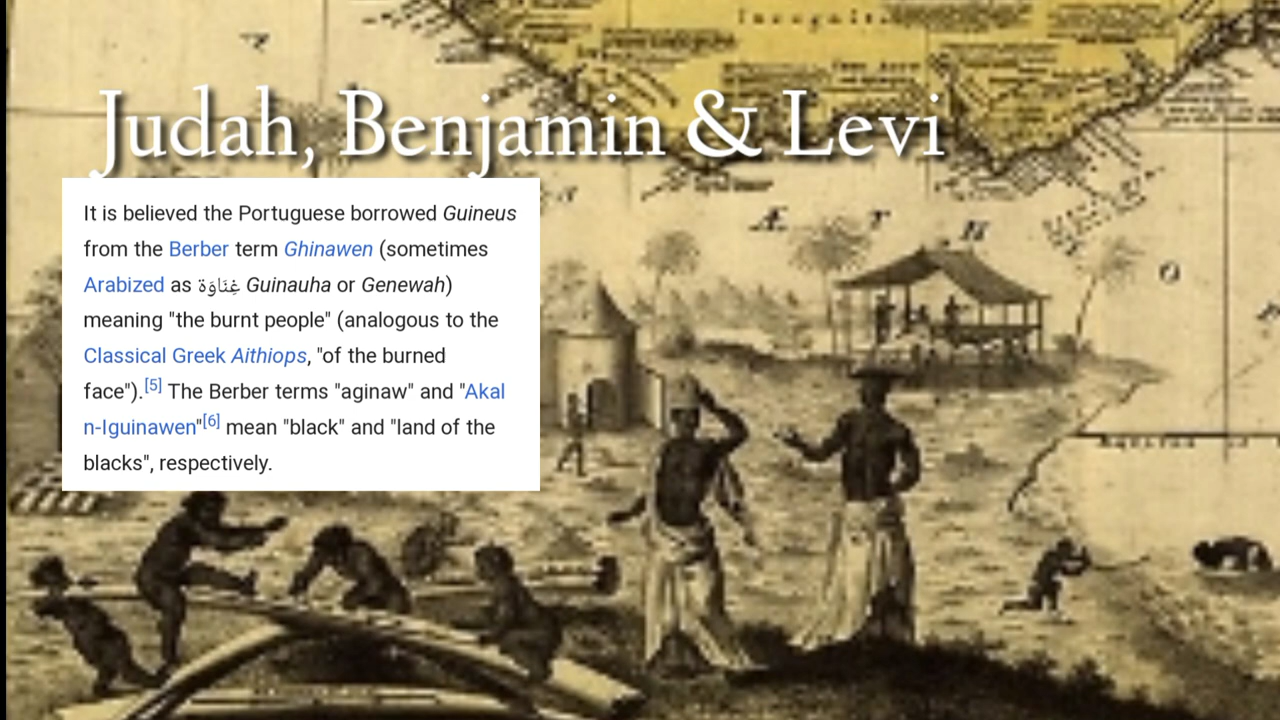 Judah, Benjamin & Levi
It is believed the Portuguese borrowed Guineus
from the Berber term Ghinawen (sometimes
Arabized as غِنَاوَة Guinauha or Genewah)
meaning "the burnt people" (analogous to the
Classical Greek Aithiops, "of the burned
face").[5] The Berber terms "aginaw" and "Akal
n-Iguinawen"[6] mean "black" and "land of the
blacks", respectively.
Æ T H
O